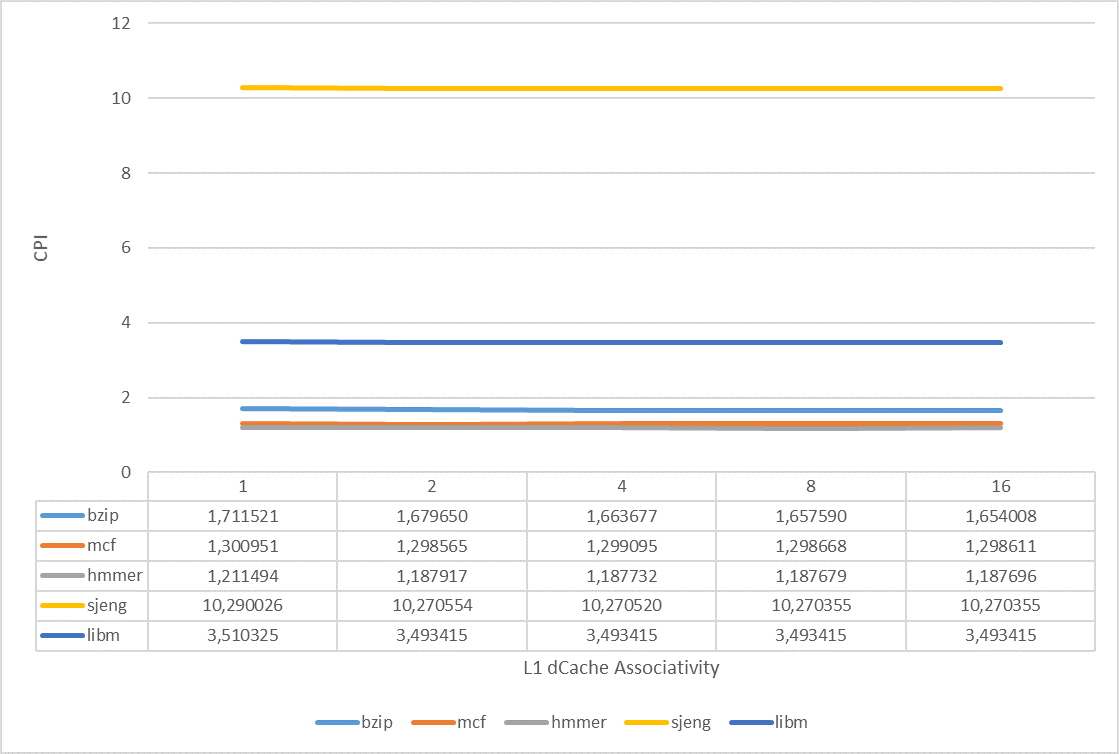 12
10
8
6
4
2
0
CPI
1 2 4 8 16
bzip 1,711521 1,679650 1,663677 1,657590 1,654008
mcf 1,300951 1,298565 1,299095 1,298668 1,298611
hmmer 1,211494 1,187917 1,187732 1,187679 1,187696
sjeng 10,290026 10,270554 10,270520 10,270355 10,270355
libm 3,510325 3,493415 3,493415 3,493415 3,493415
L1 dCache Associativity
bzip mcf hmmer sjeng libm